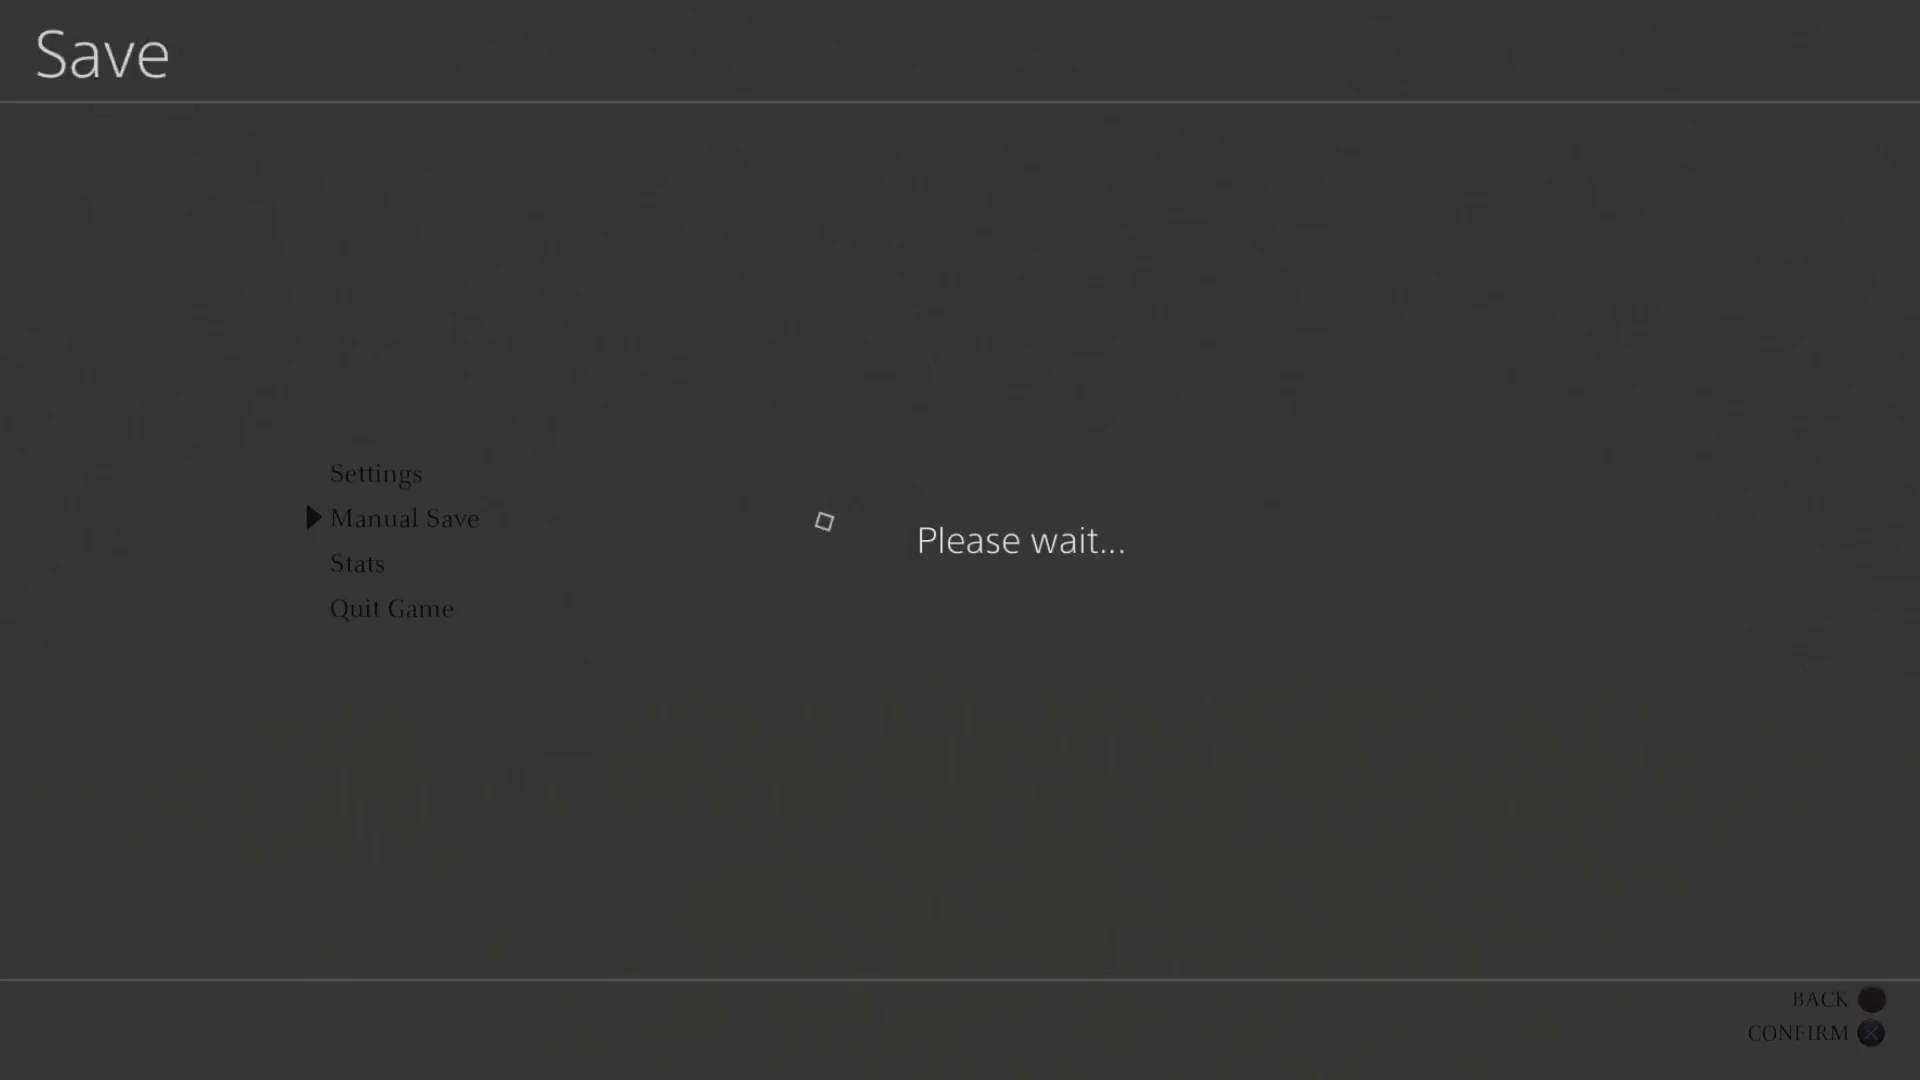 Save
Settings
Manual Save
Stats
Quit Game
Please wait...
BACK
CONFIRM